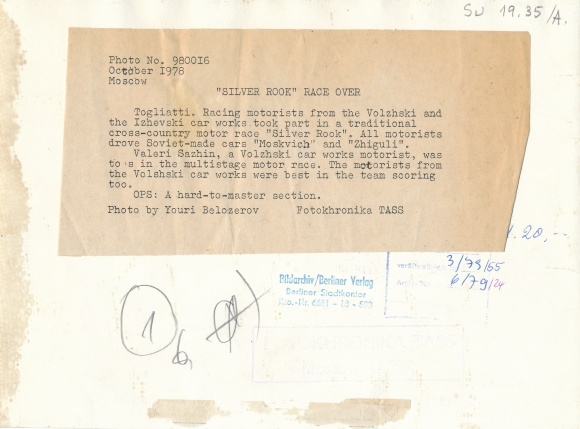 SU 19.35/A.
Photo No. 980016
October 1978
Moscow
"SILVER ROOK" RACE OVER
Togliatti. Racing motorists from the Volzhski and
the Izhevski car works took part in a traditional
cross-country motor race "Silver Rook". All motorists
drove Soviet-made cars "Moskvich" and "Zhiguli".
Valeri Sazhin, a Volzhski car works motorist, was
in the multistage motor race. The motorists from
the Volshski car works were best in the team scoring
too.
OPS: A hard-to-master section.
Photo by Youri Belozerov Fotokhronika TASS
20,--
3/79/55
6/79/24
Bildarchiv/Berliner Verlag
Berliner Stadtkontor
1